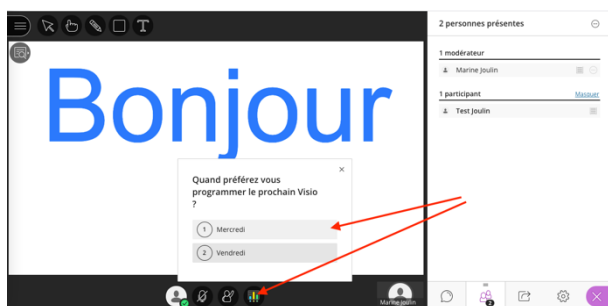 T
2 personnes présentes
1 modérateur
Marine Joulin
1 participant
Masquer
Test Joulin
Bonjour
Quand préférez vous
programmer le prochain Visio
?
1 Mercredi
2 Vendredi
Marine Joulin
2